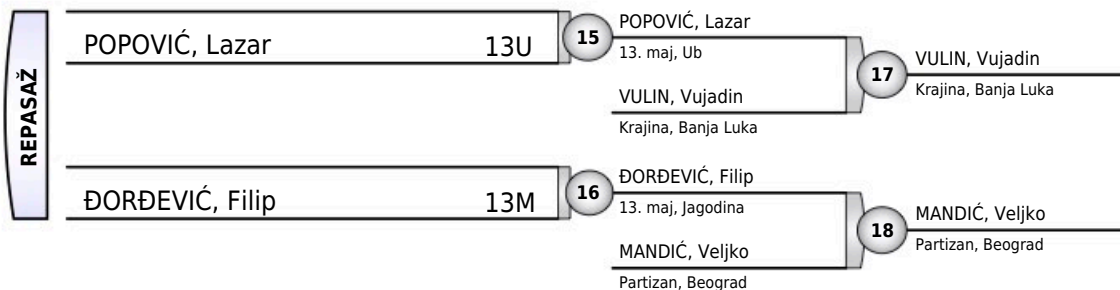 REPASAŽ
POPOVIĆ, Lazar 13U
15
POPOVIĆ, Lazar
13. maj, Ub
VULIN, Vujadin
Krajina, Banja Luka
17
VULIN, Vujadin
Krajina, Banja Luka
ĐORĐEVIĆ, Filip 13M
16
ĐORĐEVIĆ, Filip
13. maj, Jagodina
MANDIĆ, Veljko
Partizan, Beograd
18
MANDIĆ, Veljko
Partizan, Beograd